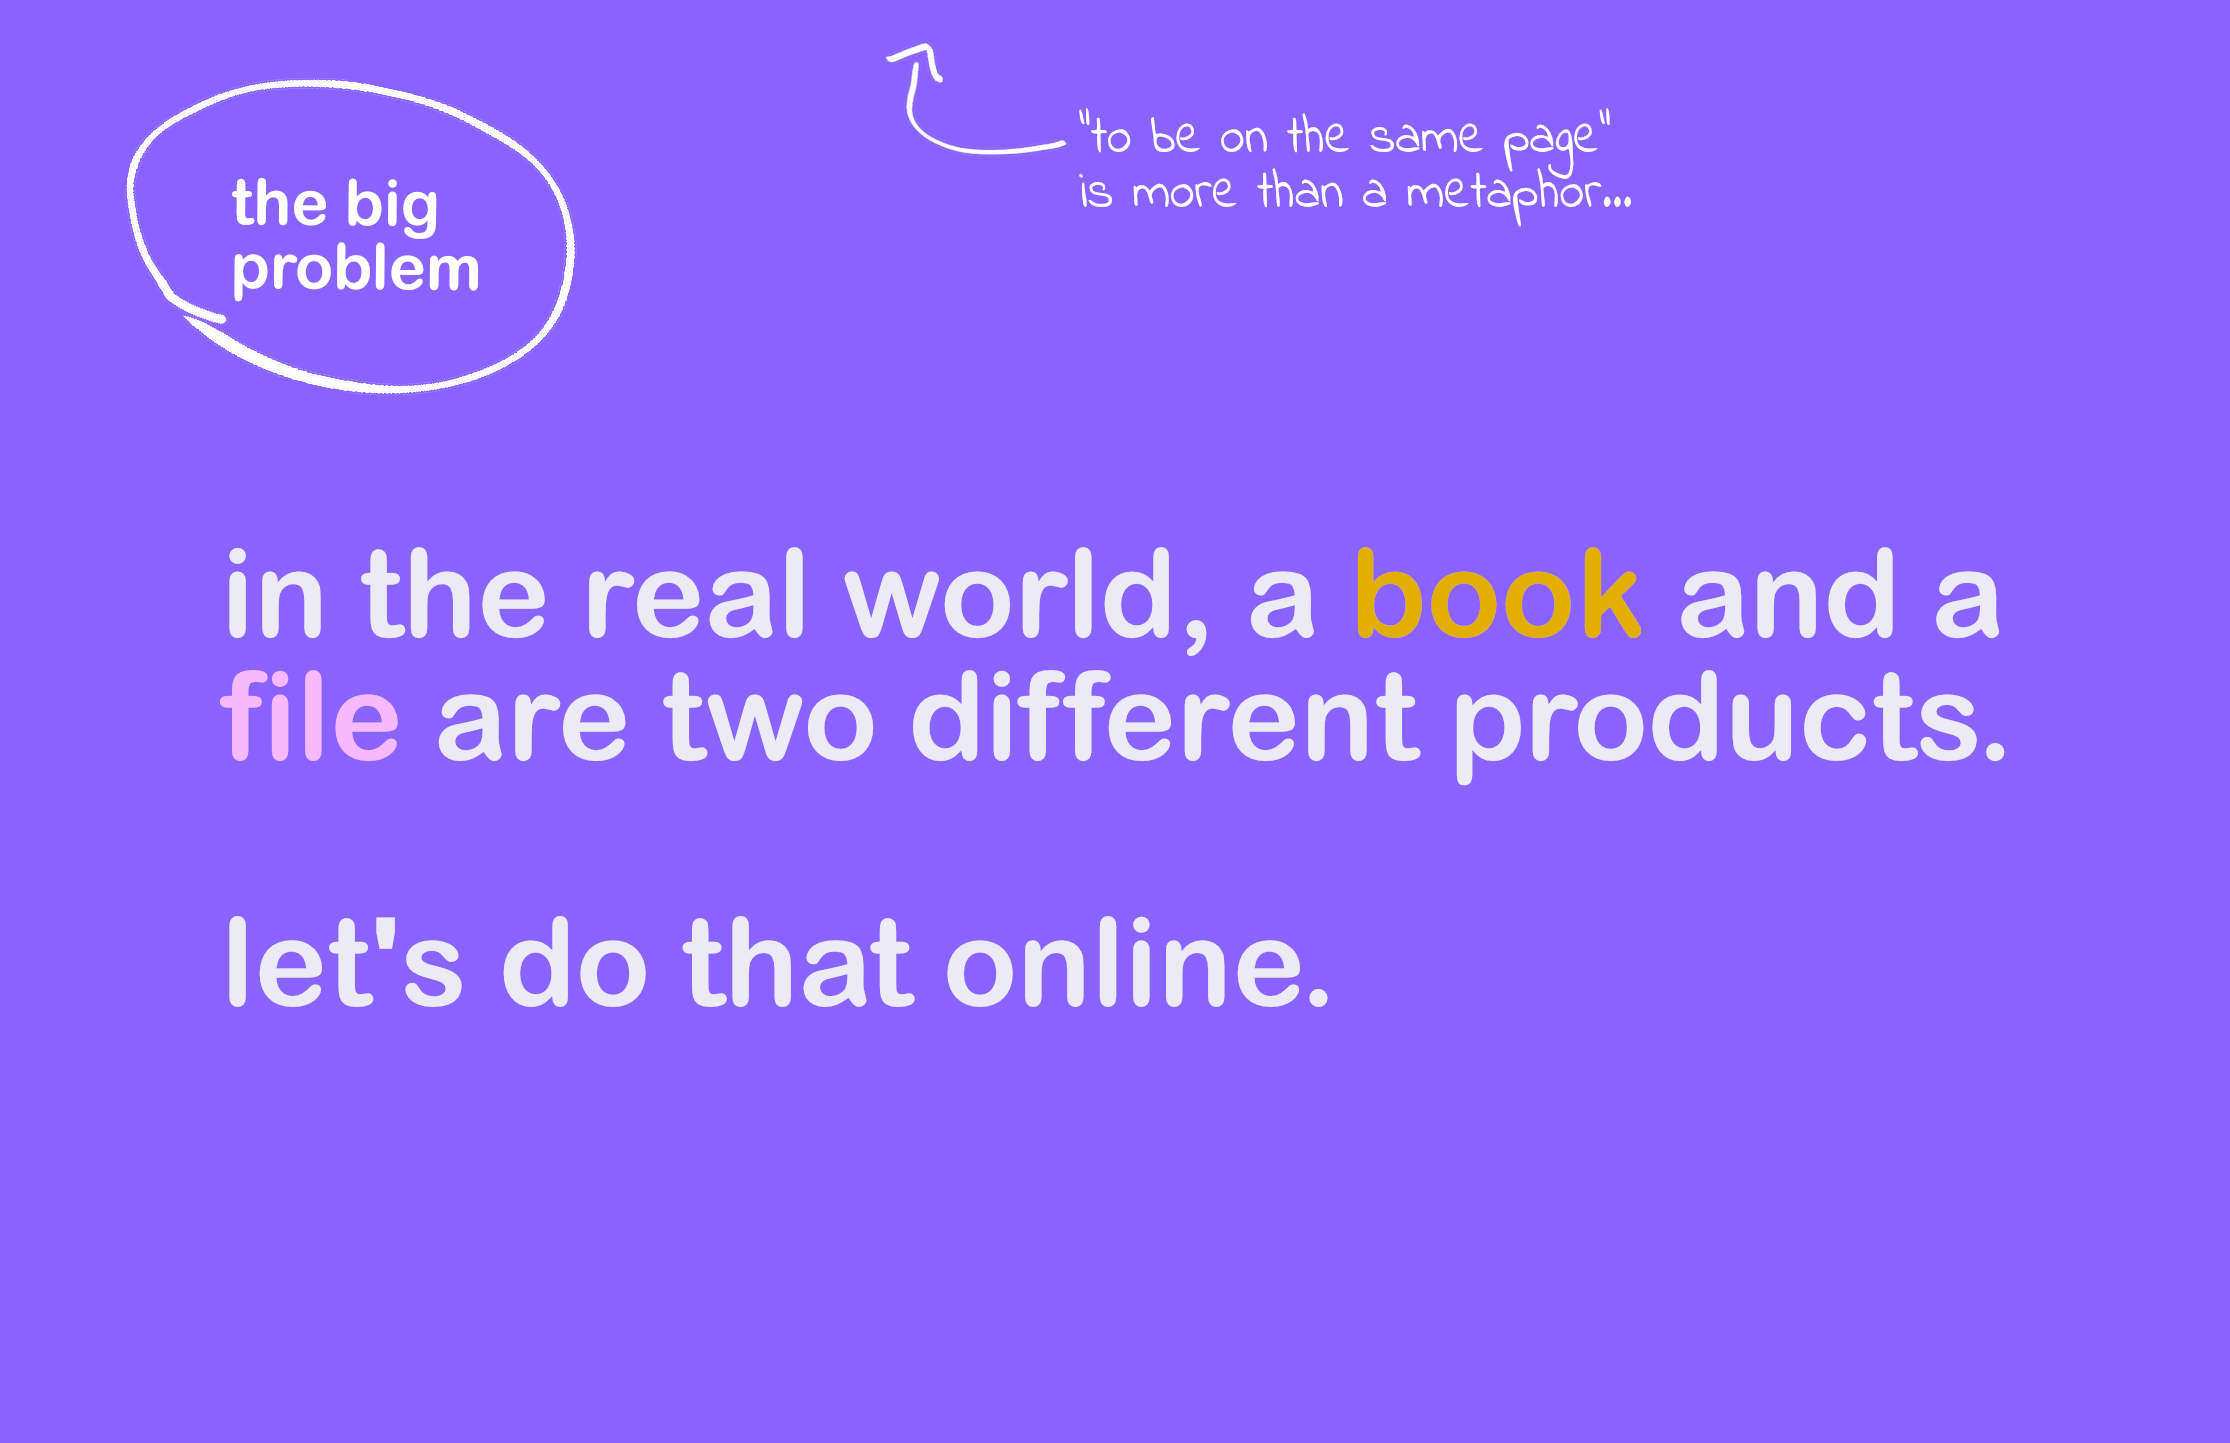 "to be on the same page"
is more than a metaphor...
the big
problem
in the real world, a book and a
file are two different products.
let's do that online.